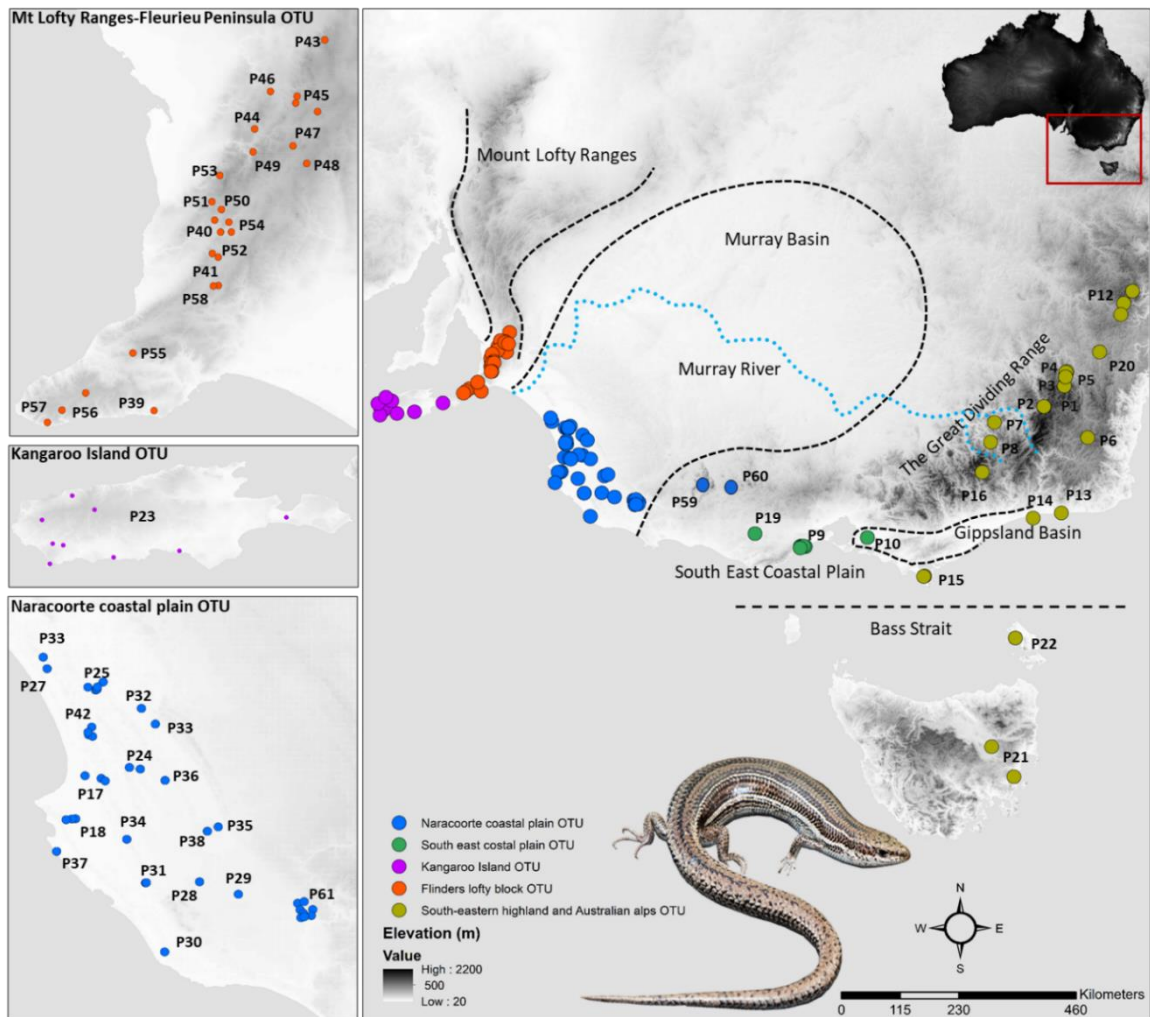 Mt Lofty Ranges-Fleurieu Peninsula OTU
P43
P46
P45
P44
P47
P49
P48
P53
P51
P50
P54
P40
P52
P41
P58
P55
P57
P56
P39
Kangaroo Island OTU
P23
Naracoorte coastal plain OTU
P33
P27
P25
P32
P42
P33
P24
P36
P17
P18
P34
P35
P38
P37
P31
P28
P29
P61
P30
Mount Lofty Ranges
Murray Basin
Murray River
The Great Dividing Range
P12
P20
P4
P5
P3
P2
P1
P7
P6
P8
P16
P59
P60
P14
P13
P19
P9
P10
Gippsland Basin
South East Coastal Plain
P15
Bass Strait
P22
P21
Naracoorte coastal plain OTU
South east costal plain OTU
Kangaroo Island OTU
Flinders lofty block OTU
South-eastern highland and Australian alps OTU
Elevation (m)
Value
High : 2200
500
Low : 20
N
W
E
S
Kilometers
0 115 230 460